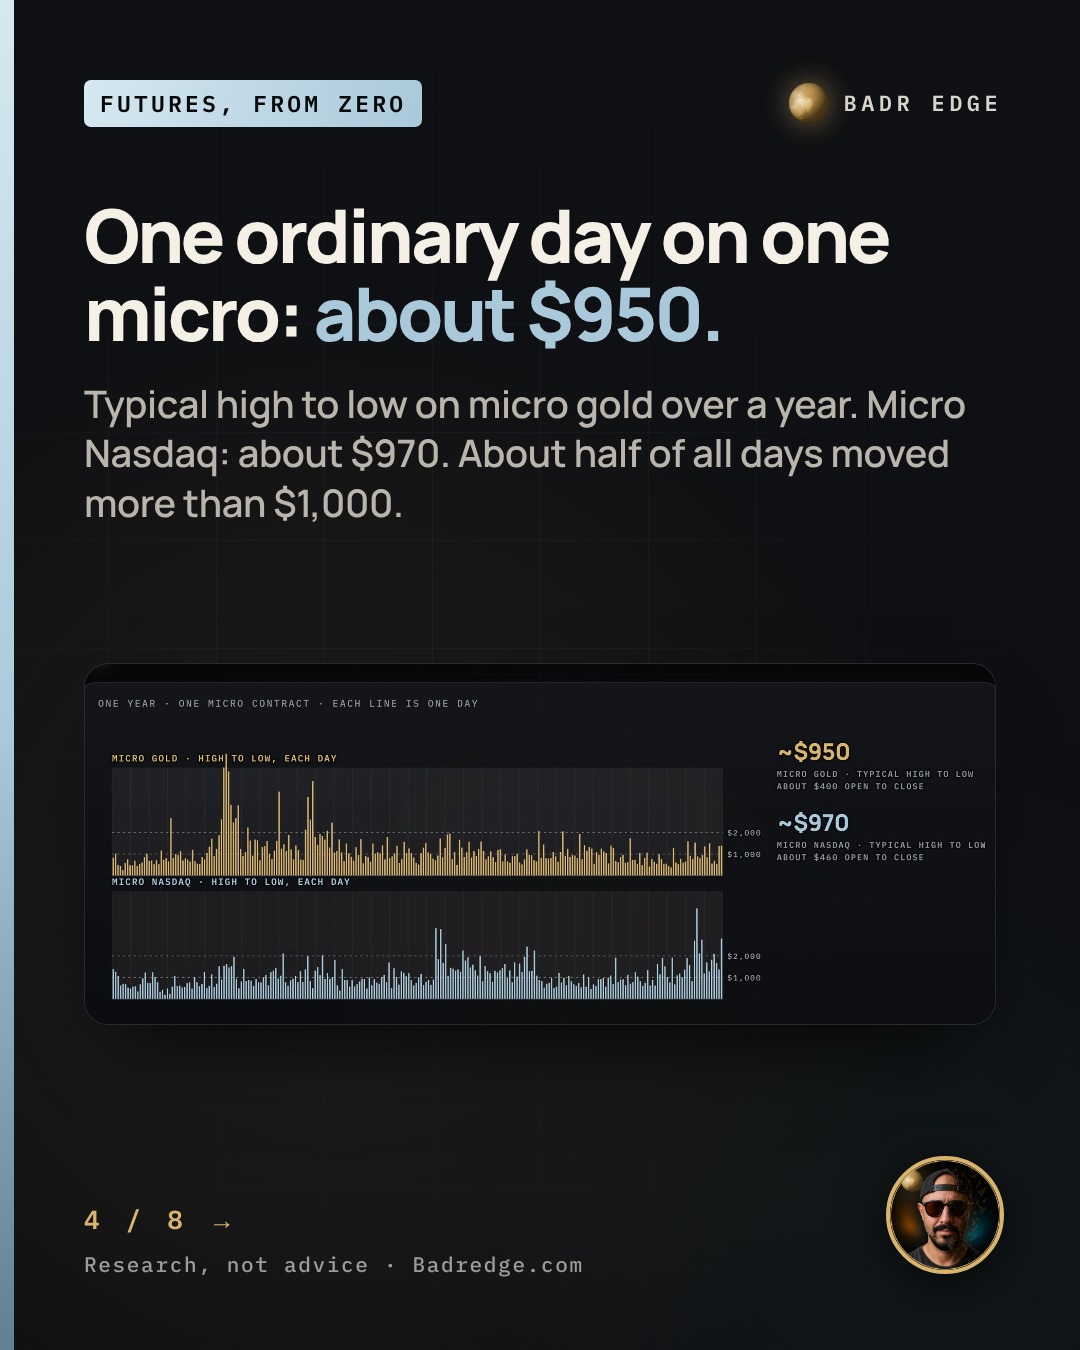 FUTURES, FROM ZERO
BADR EDGE
One ordinary day on one
micro: about $950.
Typical high to low on micro gold over a year. Micro
Nasdaq: about $970. About half of all days moved
more than $1,000.
ONE YEAR · ONE MICRO CONTRACT · EACH LINE IS ONE DAY
MICRO GOLD · HIGH TO LOW, EACH DAY
$2,000
$1,000
MICRO NASDAQ · HIGH TO LOW, EACH DAY
$2,000
$1,000
~$950
MICRO GOLD · TYPICAL HIGH TO LOW
ABOUT $400 OPEN TO CLOSE
~$970
MICRO NASDAQ · TYPICAL HIGH TO LOW
ABOUT $460 OPEN TO CLOSE
4 / 8 →
Research, not advice · Badredge.com